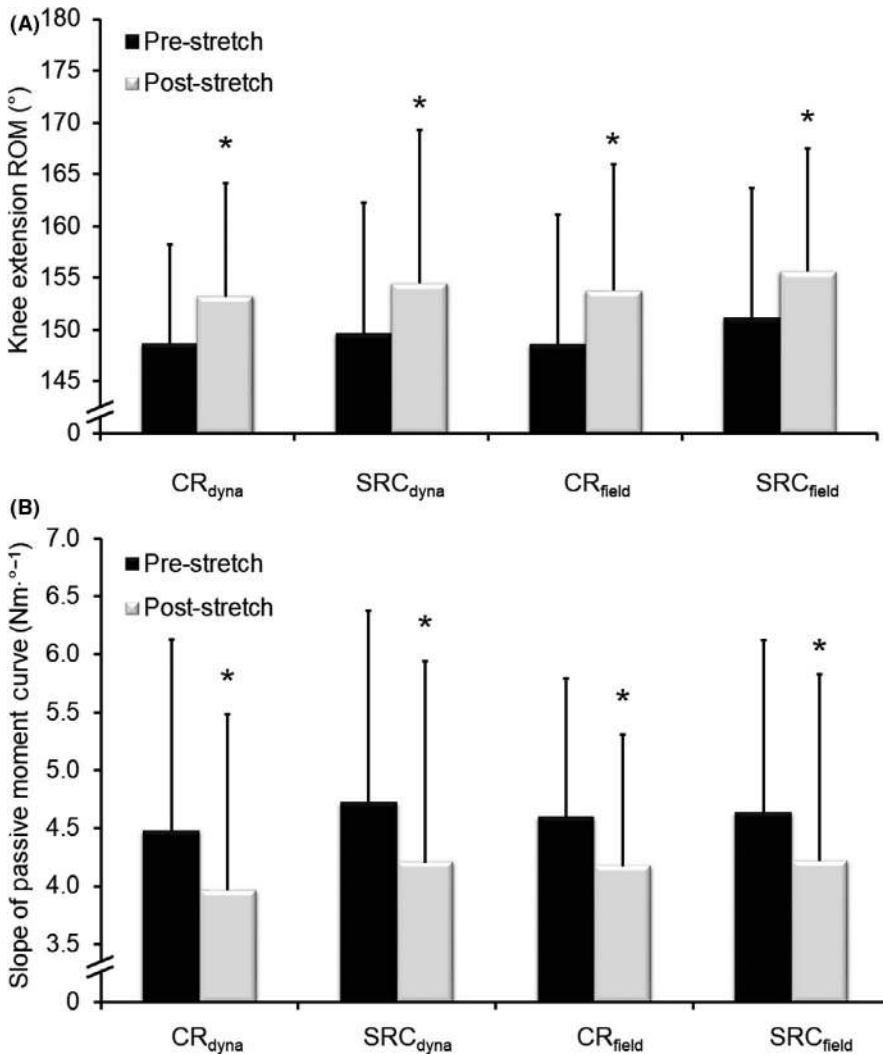 (A)
Knee extension ROM (°)
180
175
170
165
160
155
150
145
0
Pre-stretch
Post-stretch
* * * *
CRdyna SRCdyna CRfield SRCfield
(B)
Slope of passive moment curve (Nm·°−1)
7.0
6.5
6.0
5.5
5.0
4.5
4.0
3.5
0
Pre-stretch
Post-stretch
* * * *
CRdyna SRCdyna CRfield SRCfield